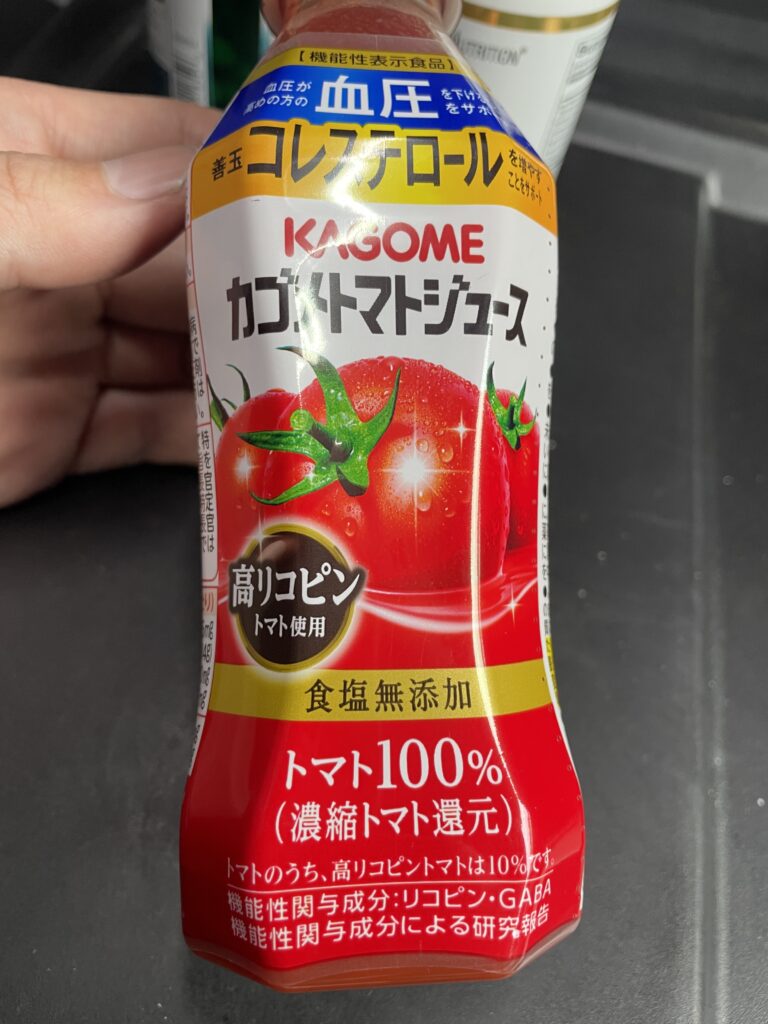 【機能性表示食品】
血圧が
高めの方の
血圧
を下げ
をサポ
善玉
コレステロール
を増やす
ことをサポート
KAGOME
カゴメトマトジュース
高リコピン
トマト使用
食塩無添加
トマト100%
(濃縮トマト還元)
トマトのうち、高リコピントマトは10%です。
機能性関与成分:リコピン・GABA
機能性関与成分による研究報告
NUTRITION